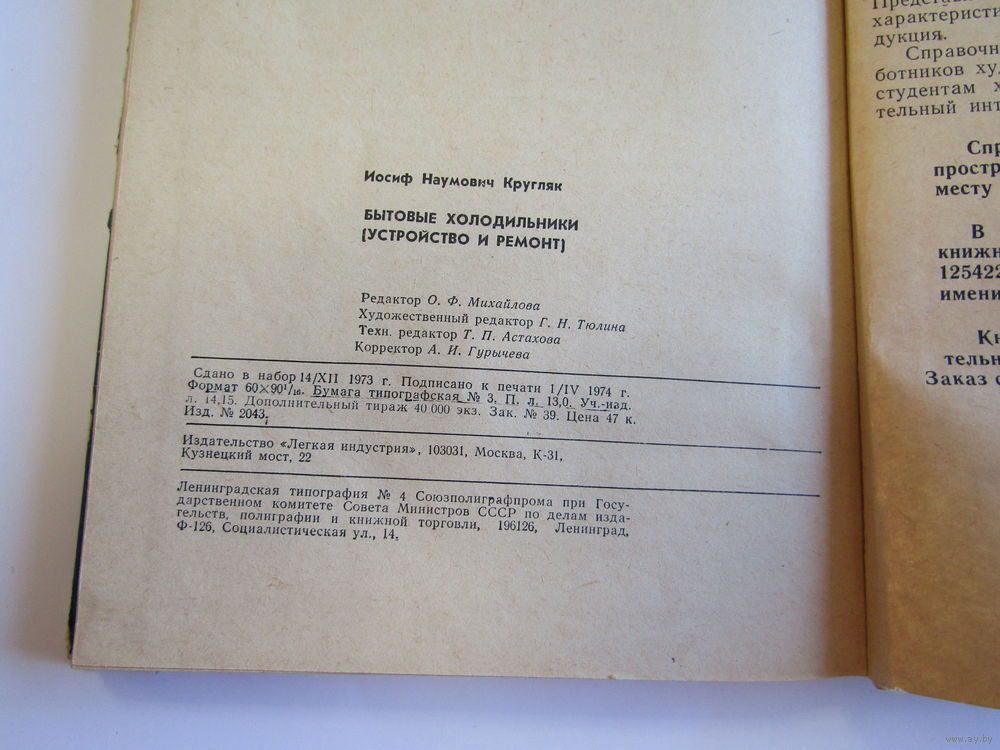 Иосиф Наумович Кругляк
БЫТОВЫЕ ХОЛОДИЛЬНИКИ
(УСТРОЙСТВО И РЕМОНТ)
Редактор О. Ф. Михайлова
Художественный редактор Г. Н. Тюлина
Техн. редактор Т. П. Астахова
Корректор А. И. Гурычева
Сдано в набор 14/XII 1973 г. Подписано к печати 1/IV 1974 г.
Формат 60×90¹/₁₆. Бумага типографская № 3. П. л. 13,0. Уч.-изд.
л. 14,15. Дополнительный тираж 40 000 экз. Зак. № 39. Цена 47 к.
Изд. № 2043.
Издательство «Легкая индустрия», 103031, Москва, К-31,
Кузнецкий мост, 22
Ленинградская типография № 4 Союзполиграфпрома при Госу-
дарственном комитете Совета Министров СССР по делам изда-
тельств, полиграфии и книжной торговли, 196126, Ленинград,
Ф-126, Социалистическая ул., 14.
характеристи
дукция.
Справочн
ботников ху
студентам х
тельный инт
Спр
простр
месту
В
книжн
125422
имени
Кн
тельн
Заказ с
www.ay.by